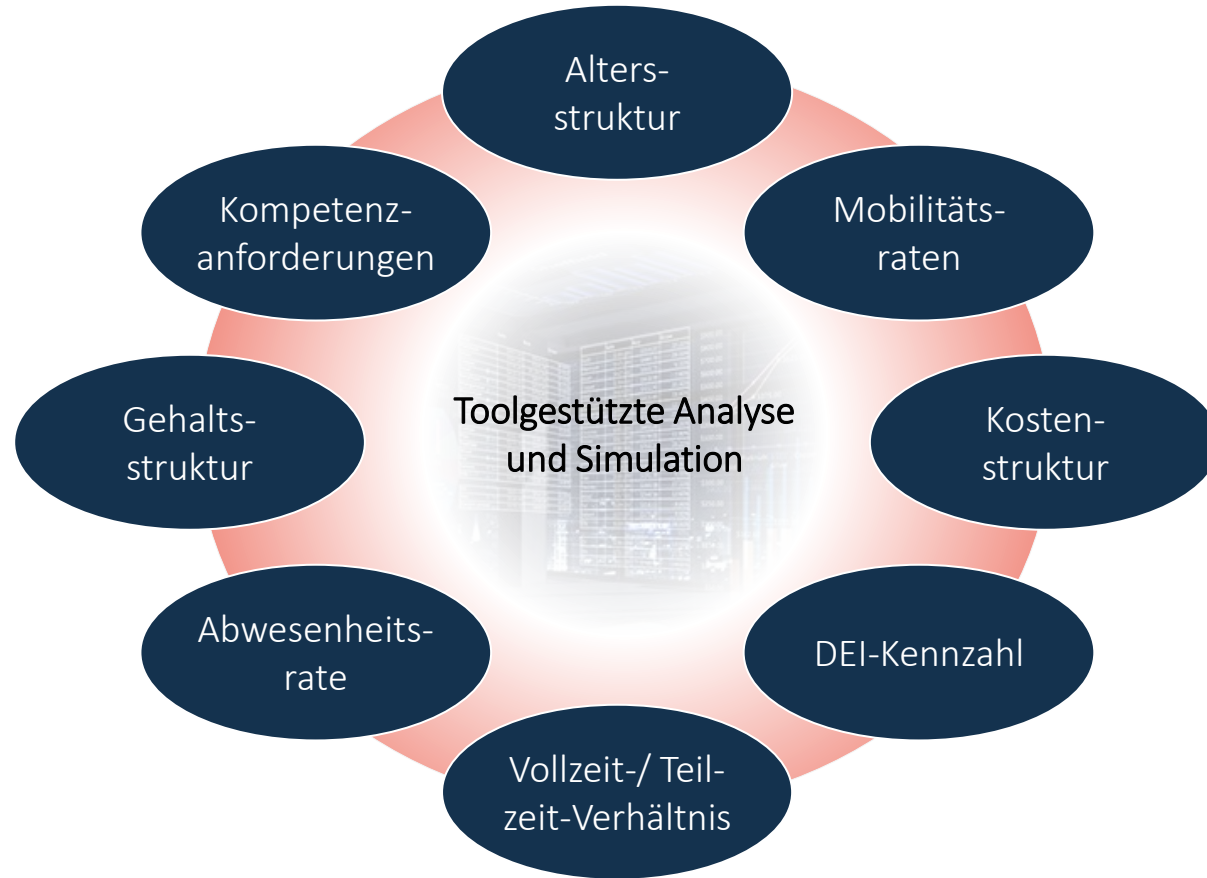 Alters-
struktur
Kompetenz-
anforderungen
Mobilitäts-
raten
Gehalts-
struktur
Toolgestützte Analyse
und Simulation
Kosten-
struktur
Abwesenheits-
rate
DEI-Kennzahl
Vollzeit-/ Teil-
zeit-Verhältnis